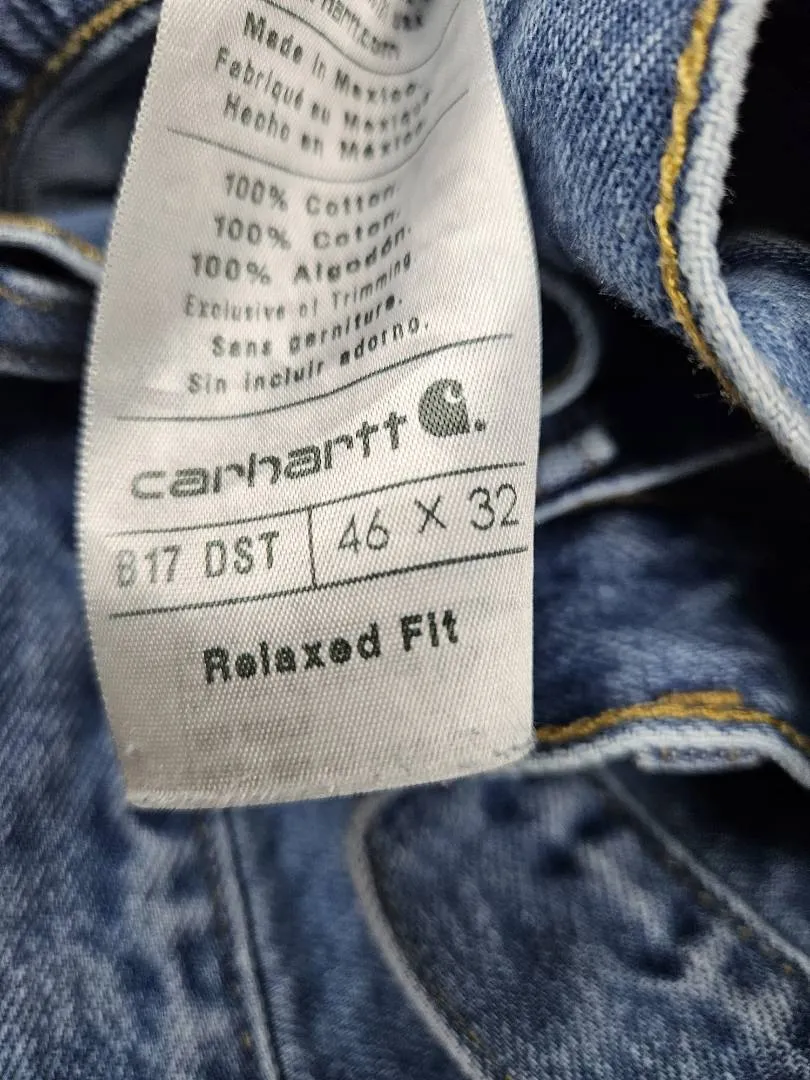 Made in Mexico.
Fabriqué au Mexique
Hecho en México
100% Cotton.
100% Coton.
100% Algodón.
Exclusive of Trimming
Sans garniture.
Sin incluir adorno.
carhartt
B17 DST 46 X 32
Relaxed Fit